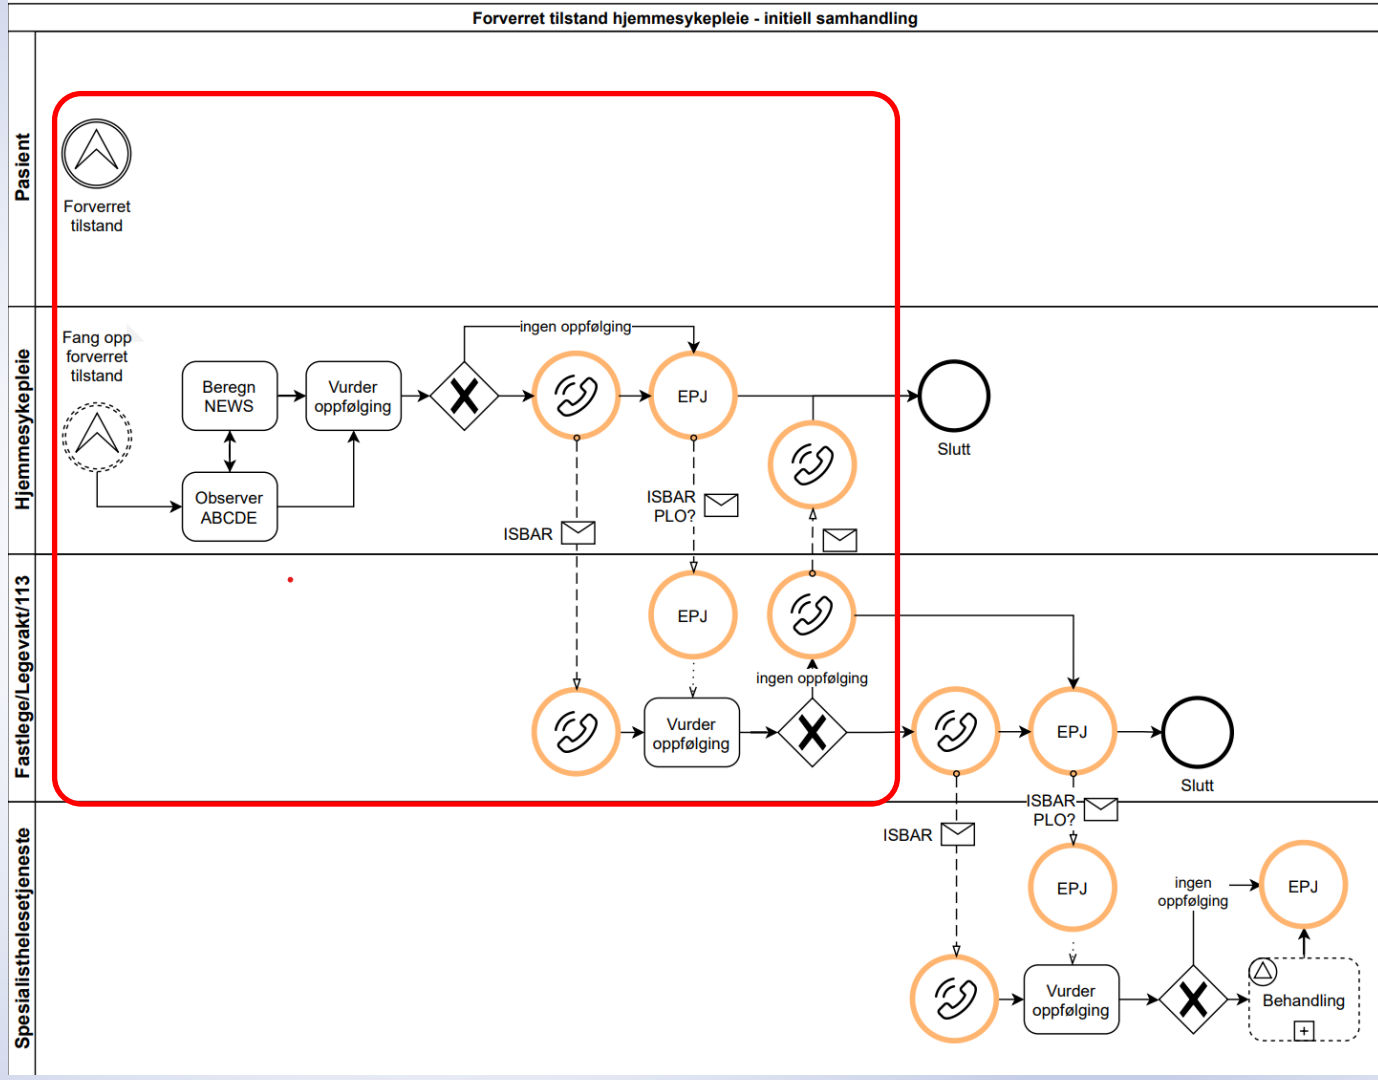 Forverret tilstand hjemmesykepleie - initiell samhandling
Pasient
Forverret
tilstand
Hjemmesykepleie
Fang opp
forverret
tilstand
Beregn
NEWS
Observer
ABCDE
Vurder
oppfølging
ingen oppfølging
EPJ
Slutt
ISBAR
ISBAR
PLO?
Fastlege/Legevakt/113
EPJ
Vurder
oppfølging
ingen oppfølging
EPJ
Slutt
ISBAR
PLO?
Spesialisthelesetjeneste
ISBAR
EPJ
Vurder
oppfølging
ingen
oppfølging
EPJ
Behandling